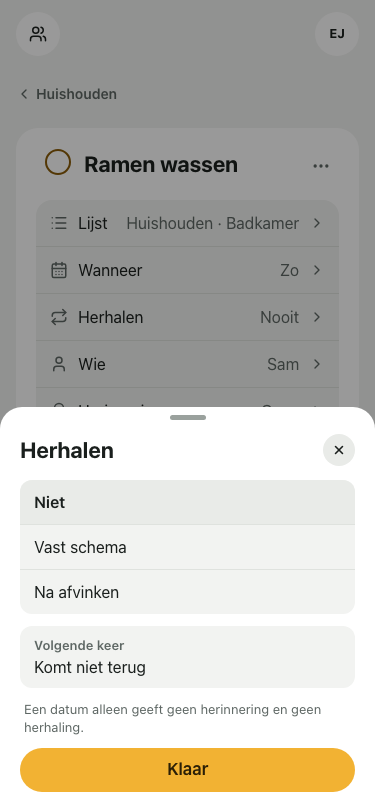 EJ
Huishouden
Ramen wassen
Lijst Huishouden · Badkamer
Wanneer Zo
Herhalen Nooit
Wie Sam
Herhalen
Niet
Vast schema
Na afvinken
Volgende keer
Komt niet terug
Een datum alleen geeft geen herinnering en geen
herhaling.
Klaar